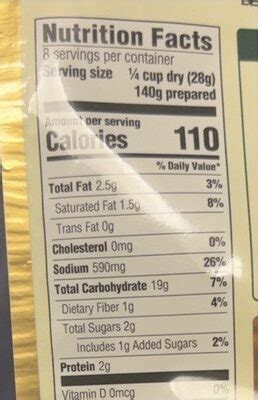 Nutrition Facts
8 servings per container
Serving size ¼ cup dry (28g)
140g prepared
Amount per serving
Calories 110
% Daily Value*
Total Fat 2.5g 3%
Saturated Fat 1.5g 8%
Trans Fat 0g
Cholesterol 0mg 0%
Sodium 590mg 26%
Total Carbohydrate 19g 7%
Dietary Fiber 1g 4%
Total Sugars 2g
Includes 1g Added Sugars 2%
Protein 2g
Vitamin D 0mcg